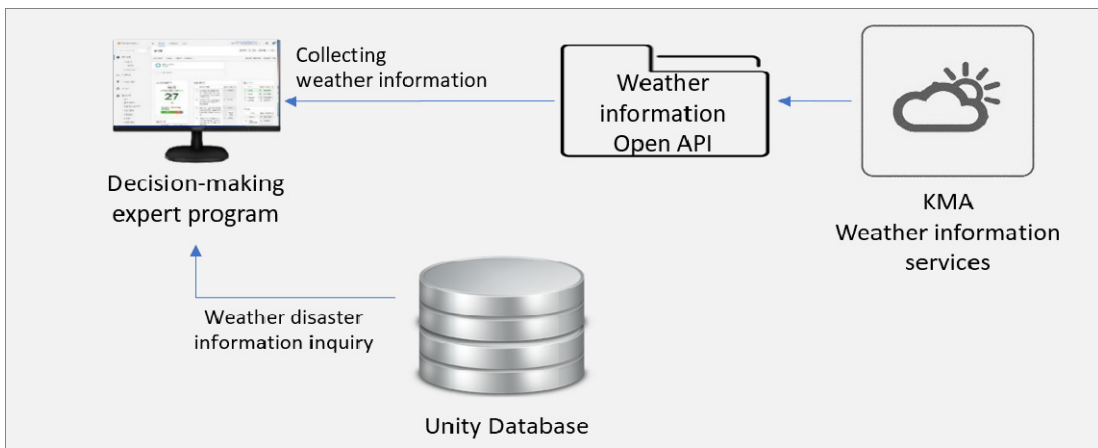 Collecting
weather information
Weather
information
Open API
27
Decision-making
expert program
KMA
Weather information
services
Weather disaster
information inquiry
Unity Database